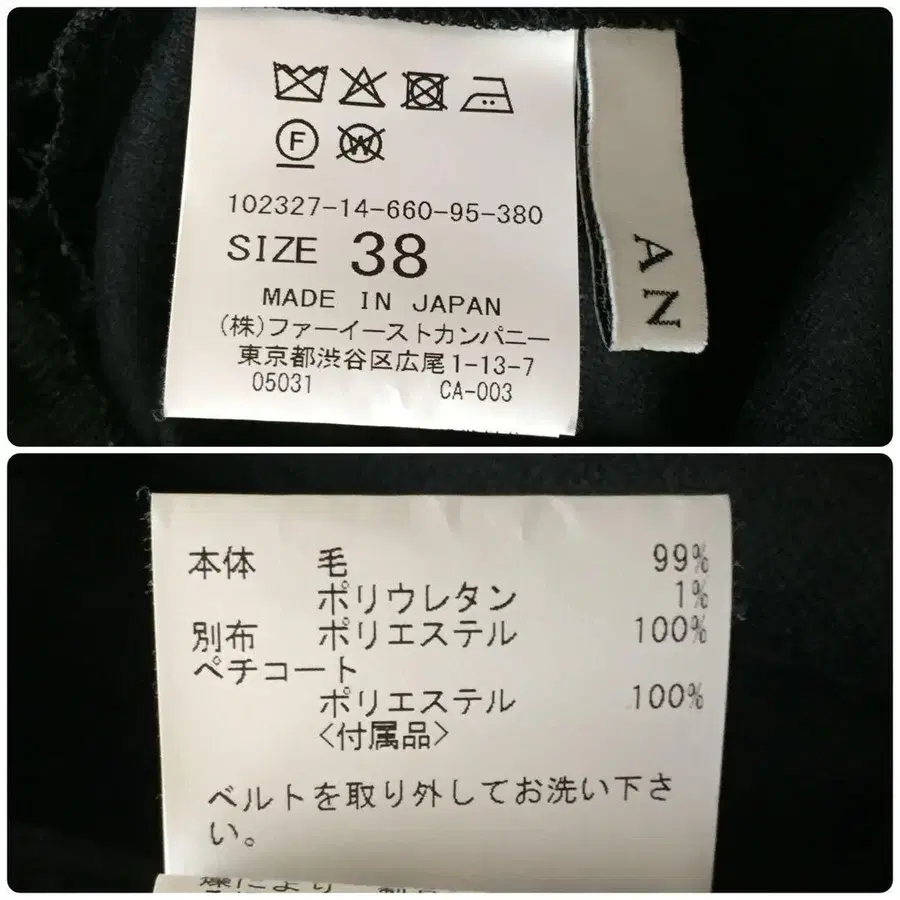 F
W
102327-14-660-95-380
SIZE 38
MADE IN JAPAN
(株)ファーイーストカンパニー
東京都渋谷区広尾1-13-7
05031 CA-003
AN
本体 毛 99%
ポリウレタン 1%
別布 ポリエステル 100%
ペチコート
ポリエステル 100%
<付属品>
ベルトを取り外してお洗い下さ
い。